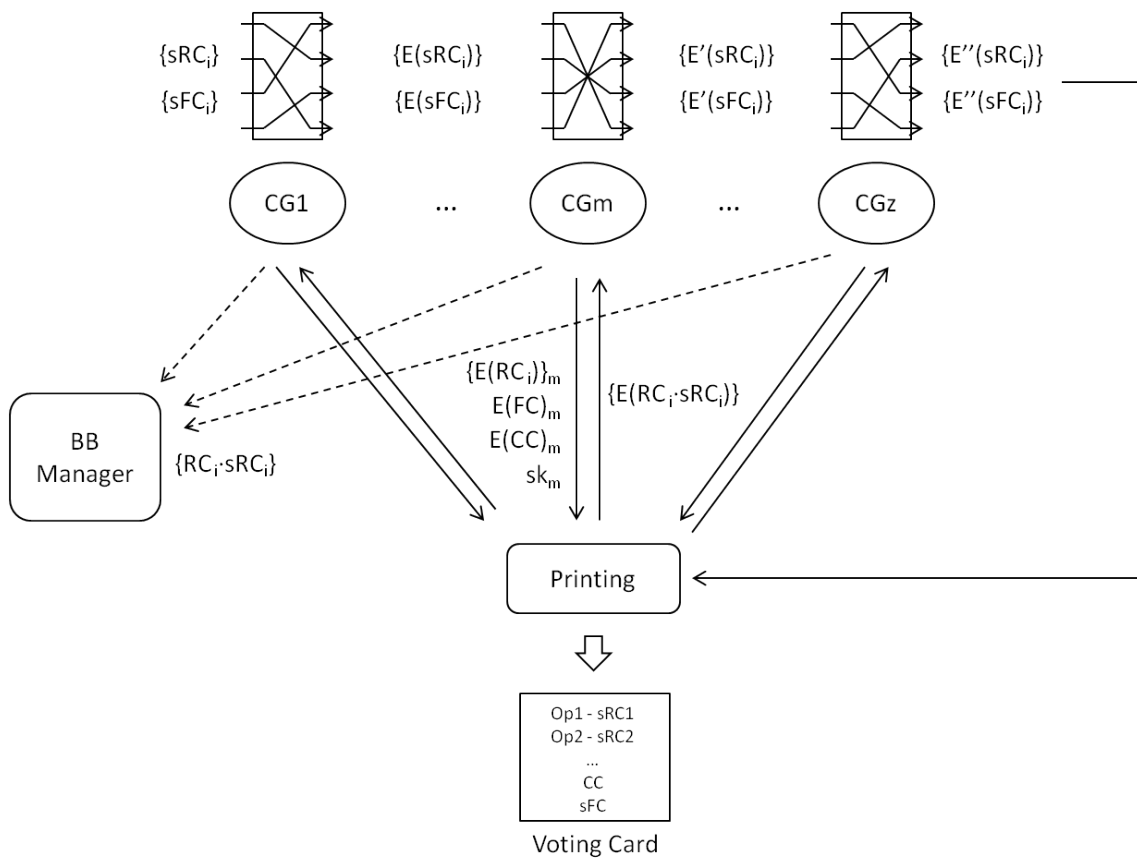 {sRCi} {E(sRCi)} {E'(sRCi)} {E''(sRCi)}
{sFCi} {E(sFCi)} {E'(sFCi)} {E''(sFCi)}
CG1 ... CGm ... CGz
{E(RCi)}m
E(FC)m
E(CC)m
skm
{E(RCi·sRCi)}
BB
Manager
{RCi·sRCi}
Printing
Op1 - sRC1
Op2 - sRC2
...
CC
sFC
Voting Card